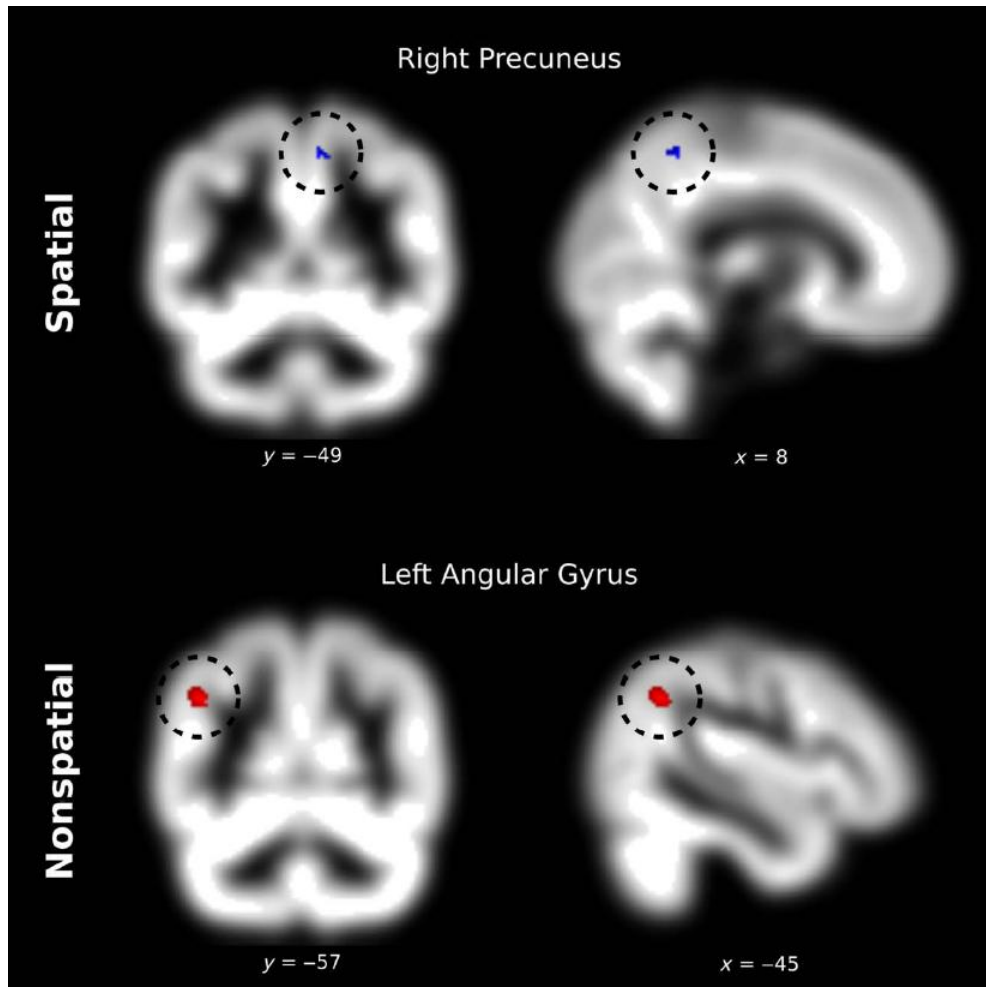 Right Precuneus
Spatial
y = −49
x = 8
Left Angular Gyrus
Nonspatial
y = −57
x = −45